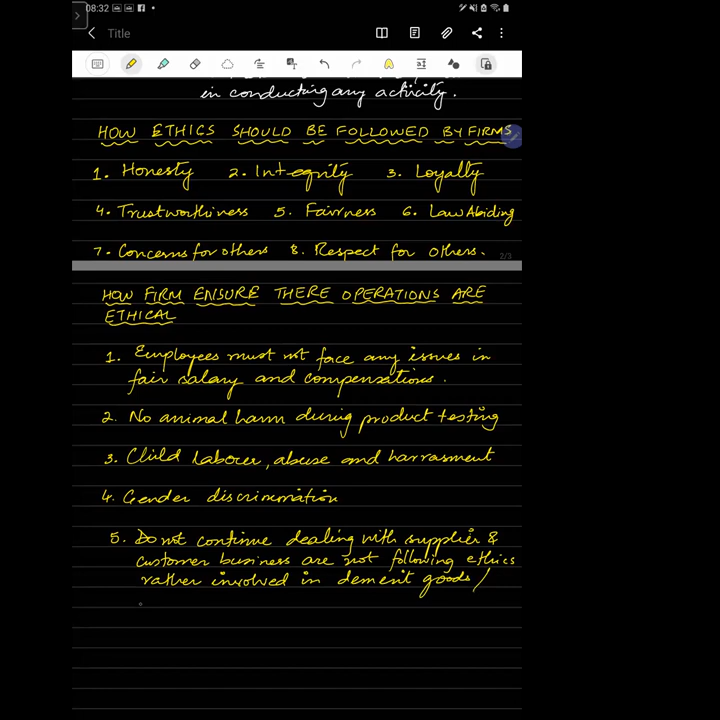 08:32
Title
in conducting any activity.
HOW ETHICS SHOULD BE FOLLOWED BY FIRMS
1. Honesty 2. Integrity 3. Loyalty
4. Trustworthiness 5. Fairness 6. Law Abiding
7. Concerns for others 8. Respect for others.
2/3
HOW FIRM ENSURE THERE OPERATIONS ARE
ETHICAL
1. Employees must not face any issues in
fair salary and compensations.
2. No animal harm during product testing
3. Child Laborer, abuse and harrasment
4. Gender discrimination
5. Do not continue dealing with supplier &
customer business are not following ethics
rather involved in dement goods/